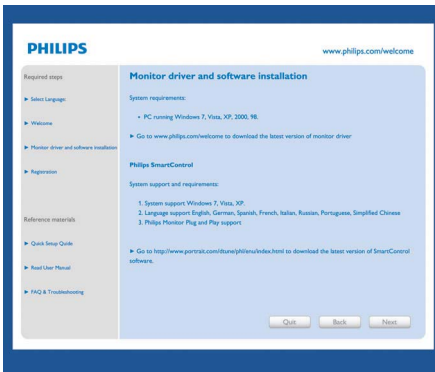 PHILIPS
www.philips.com/welcome
Required steps
► Select Language
► Welcome
► Monitor driver and software installation
► Registration
Reference materials
► Quick Setup Guide
► Read User Manual
► FAQ & Troubleshooting
Monitor driver and software installation
System requirements:
• PC running Windows 7, Vista, XP, 2000, 98.
► Go to www.philips.com/welcome to download the latest version of monitor driver
Philips SmartControl
System support and requirements:
1. System support Windows 7, Vista, XP.
2. Language support English, German, Spanish, French, Italian, Russian, Portuguese, Simplified Chinese
3. Philips Monitor Plug and Play support
► Go to http://www.portrait.com/dtune/phl/enu/index.html to download the latest version of SmartControl
software.
Quit
Back
Next